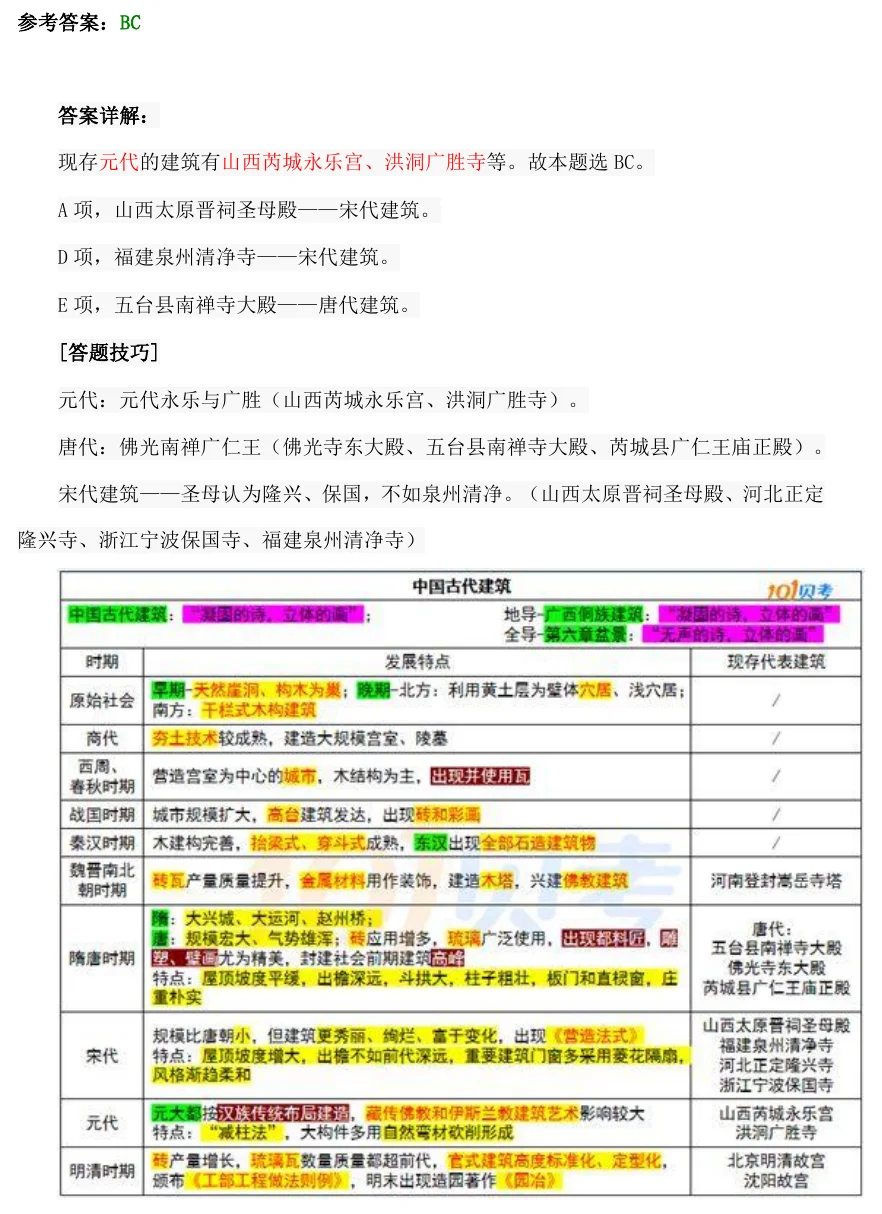 参考答案：BC
答案详解：
现存元代的建筑有山西芮城永乐宫、洪洞广胜寺等。故本题选 BC。
A 项，山西太原晋祠圣母殿——宋代建筑。
D 项，福建泉州清净寺——宋代建筑。
E 项，五台县南禅寺大殿——唐代建筑。
[答题技巧]
元代：元代永乐与广胜（山西芮城永乐宫、洪洞广胜寺）。
唐代：佛光南禅广仁王（佛光寺东大殿、五台县南禅寺大殿、芮城县广仁王庙正殿）。
宋代建筑——圣母认为隆兴、保国，不如泉州清净。（山西太原晋祠圣母殿、河北正定
隆兴寺、浙江宁波保国寺、福建泉州清净寺）
中国古代建筑
101贝考
中国古代建筑：“凝固的诗，立体的画”；
地导-广西侗族建筑：“凝固的诗，立体的画”
全导-第六章盆景：“无声的诗，立体的画”
时期 发展特点 现存代表建筑
原始社会
早期-天然崖洞、构木为巢；晚期-北方：利用黄土层为壁体穴居、浅穴居；
南方：干栏式木构建筑
/
商代 夯土技术较成熟，建造大规模宫室、陵墓 /
西周、
春秋时期
营造宫室为中心的城市，木结构为主，出现并使用瓦 /
战国时期 城市规模扩大，高台建筑发达，出现砖和彩画 /
秦汉时期 木建构完善，抬梁式、穿斗式成熟，东汉出现全部石造建筑物 /
魏晋南北
朝时期
砖瓦产量质量提升，金属材料用作装饰，建造木塔，兴建佛教建筑 河南登封嵩岳寺塔
隋唐时期
隋：大兴城、大运河、赵州桥；
唐：规模宏大、气势雄浑；砖应用增多，琉璃广泛使用，出现都料匠，雕
塑、壁画尤为精美，封建社会前期建筑高峰
特点：屋顶坡度平缓，出檐深远，斗拱大，柱子粗壮，板门和直棂窗，庄
重朴实
唐代：
五台县南禅寺大殿
佛光寺东大殿
芮城县广仁王庙正殿
宋代
规模比唐朝小，但建筑更秀丽、绚烂、富于变化，出现《营造法式》
特点：屋顶坡度增大，出檐不如前代深远，重要建筑门窗多采用菱花隔扇，
风格渐趋柔和
山西太原晋祠圣母殿
福建泉州清净寺
河北正定隆兴寺
浙江宁波保国寺
元代
元大都按汉族传统布局建造，藏传佛教和伊斯兰教建筑艺术影响较大
特点：“减柱法”，大构件多用自然弯材砍削形成
山西芮城永乐宫
洪洞广胜寺
明清时期
砖产量增长，琉璃瓦数量质量都超前代，官式建筑高度标准化、定型化，
颁布《工部工程做法则例》，明末出现造园著作《园冶》
北京明清故宫
沈阳故宫
101贝考